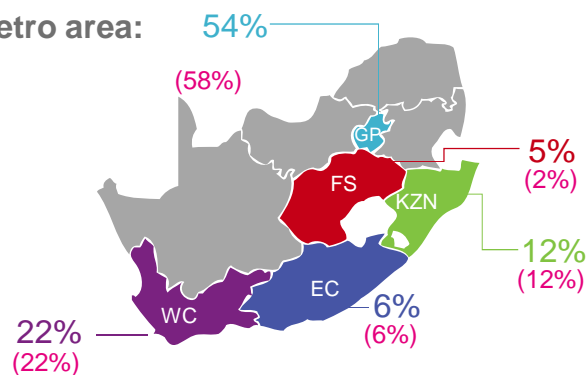 etro area:
54%
(58%)
GP
5%
(2%)
FS
KZN
12%
(12%)
EC
6%
(6%)
WC
22%
(22%)